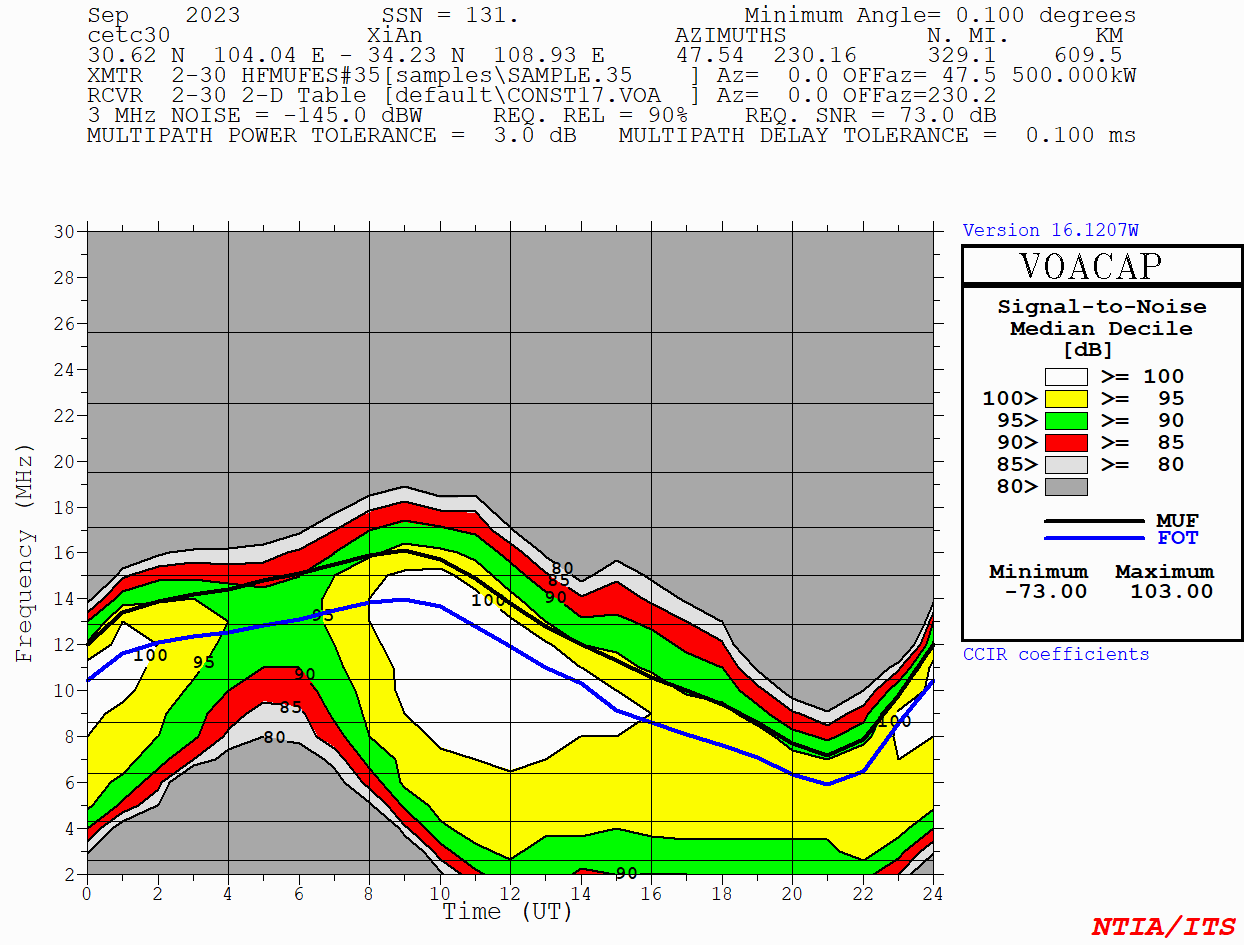 Sep    2023          SSN = 131.                Minimum Angle= 0.100 degrees
cetc30              XiAn                  AZIMUTHS          N. MI.      KM
30.62 N  104.04 E - 34.23 N  108.93 E     47.54  230.16     329.1    609.5
XMTR  2-30 HFMUFES#35[samples\SAMPLE.35    ] Az=  0.0 OFFaz= 47.5 500.000kW
RCVR  2-30 2-D Table [default\CONST17.VOA  ] Az=  0.0 OFFaz=230.2
3 MHz NOISE = -145.0 dBW     REQ. REL = 90%    REQ. SNR = 73.0 dB
MULTIPATH POWER TOLERANCE =  3.0 dB   MULTIPATH DELAY TOLERANCE =  0.100 ms
Version 16.1207W
VOACAP
Signal-to-Noise
Median Decile
[dB]
>= 100
100> >= 95
95> >= 90
90> >= 85
85> >= 80
80>
MUF
FOT
Minimum Maximum
-73.00 103.00
CCIR coefficients
Frequency (MHz)
30
28
26
24
22
20
18
16
14
12
10
8
6
4
2
80
85
90
100
95
100
95
90
85
80
100
90
0 2 4 6 8 10 12 14 16 18 20 22 24
Time (UT)
NTIA/ITS